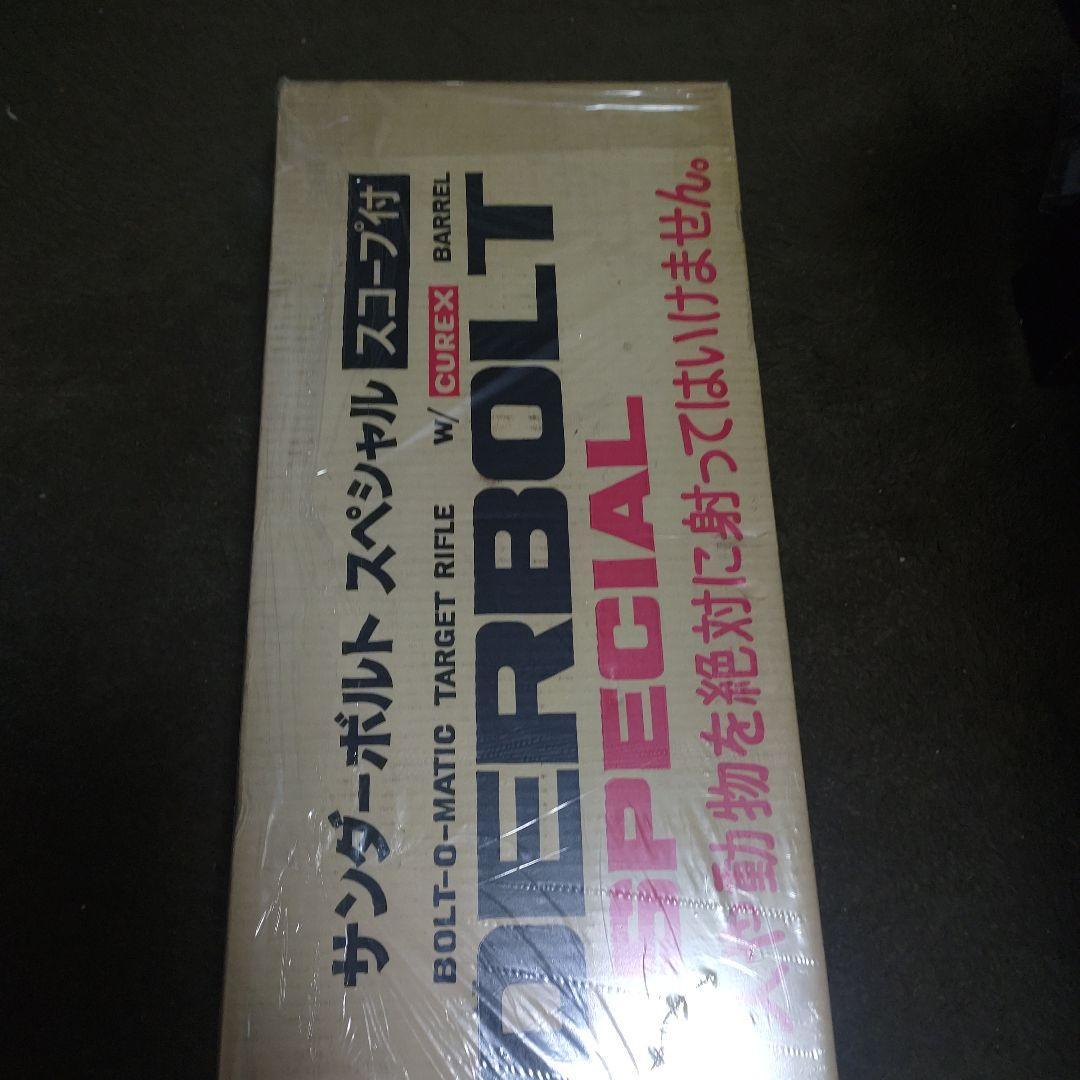 サンダーボルト スペシャル スコープ付
BOLT-O-MATIC TARGET RIFLE W/ CUREX BARREL
DERBOLT
SPECIAL
人や動物を絶対に射ってはいけません。